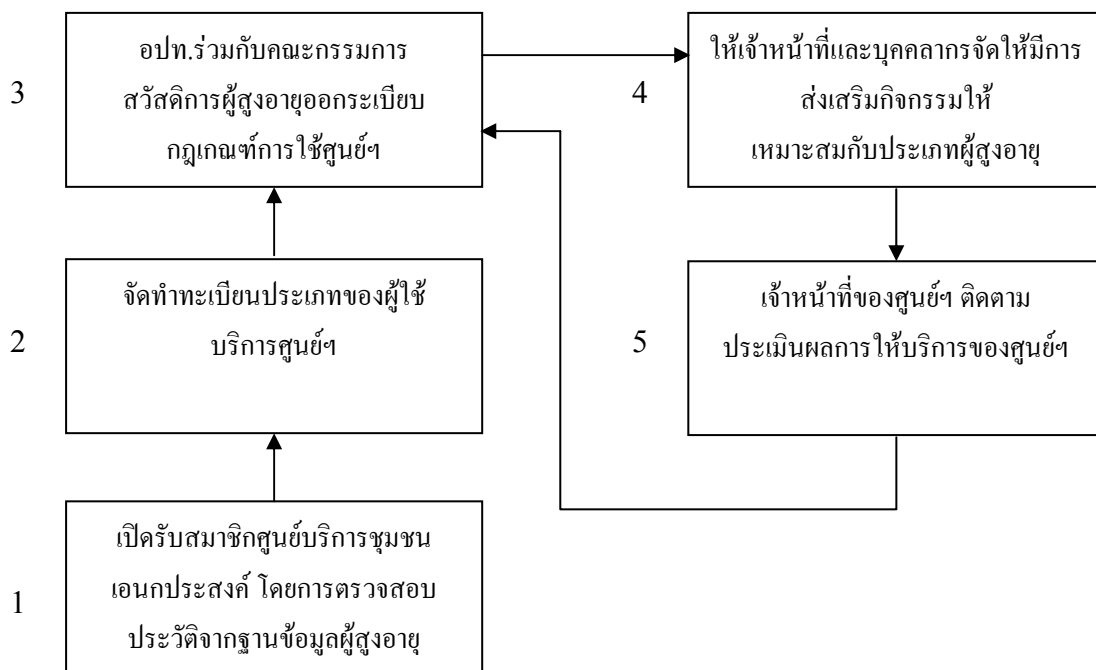 3
อปท.ร่วมกับคณะกรรมการ
สวัสดิการผู้สูงอายุออกระเบียบ
กฎเกณฑ์การใช้ศูนย์ฯ
4
ให้เจ้าหน้าที่และบุคคลากรจัดให้มีการ
ส่งเสริมกิจกรรมให้
เหมาะสมกับประเภทผู้สูงอายุ
2
จัดทำทะเบียนประเภทของผู้ใช้
บริการศูนย์ฯ
5
เจ้าหน้าที่ของศูนย์ฯ ติดตาม
ประเมินผลการให้บริการของศูนย์ฯ
1
เปิดรับสมาชิกศูนย์บริการชุมชน
เอนกประสงค์ โดยการตรวจสอบ
ประวัติจากฐานข้อมูลผู้สูงอายุ